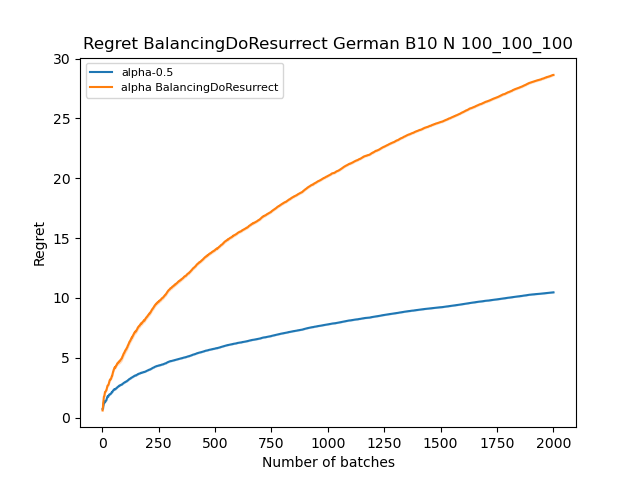 Regret BalancingDoResurrect German B10 N 100_100_100
alpha-0.5
alpha BalancingDoResurrect
30
25
20
15
10
5
0
Regret
0 250 500 750 1000 1250 1500 1750 2000
Number of batches